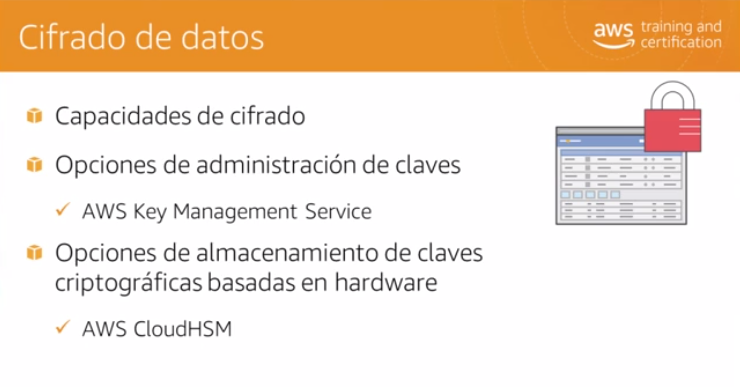 Cifrado de datos
aws training and
certification
Capacidades de cifrado
Opciones de administración de claves
AWS Key Management Service
Opciones de almacenamiento de claves
criptográficas basadas en hardware
AWS CloudHSM